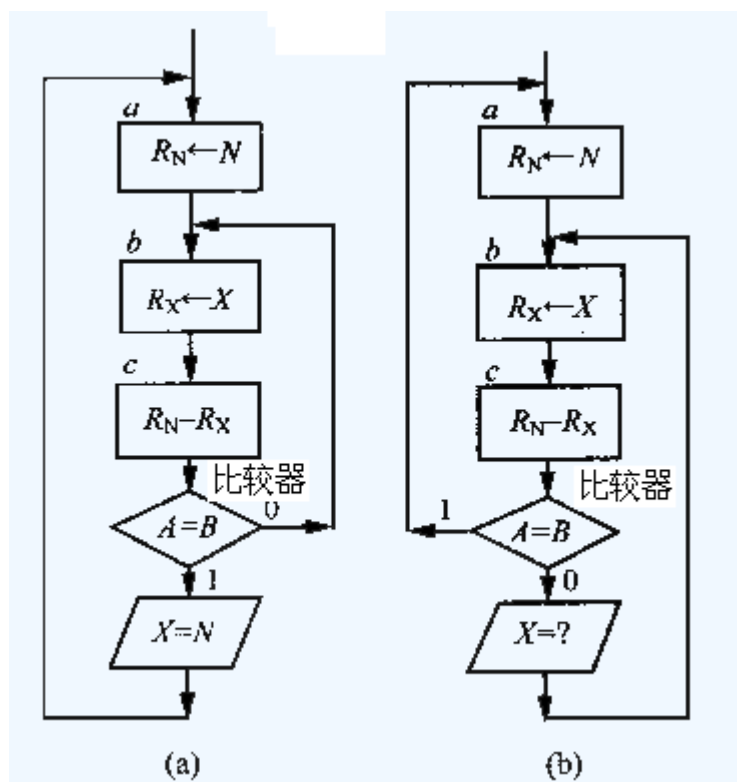 a
R_N←N
b
R_X←X
c
R_N−R_X
比较器
A=B
0
1
X=N
(a)
a
R_N←N
b
R_X←X
c
R_N−R_X
比较器
1
A=B
0
X=?
(b)